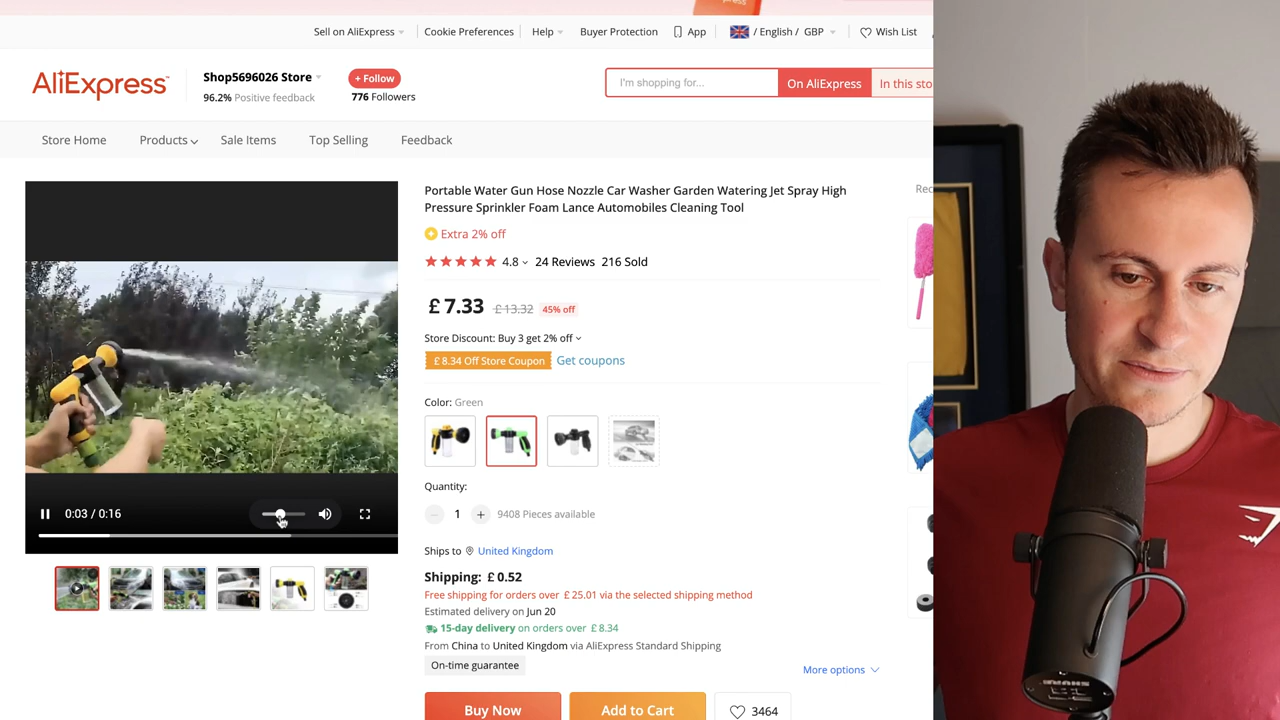 Sell on AliExpress
Cookie Preferences
Help
Buyer Protection
App
/ English / GBP
Wish List
AliExpress
Shop5696026 Store
96.2% Positive feedback
+ Follow
776 Followers
I'm shopping for...
On AliExpress
In this sto
Store Home
Products
Sale Items
Top Selling
Feedback
Portable Water Gun Hose Nozzle Car Washer Garden Watering Jet Spray High
Pressure Sprinkler Foam Lance Automobiles Cleaning Tool
Rec
Extra 2% off
4.8
24 Reviews
216 Sold
£ 7.33
£ 13.32
45% off
Store Discount: Buy 3 get 2% off
£ 8.34 Off Store Coupon
Get coupons
Color: Green
Quantity:
1
+
9408 Pieces available
0:03 / 0:16
Ships to United Kingdom
Shipping: £ 0.52
Free shipping for orders over £ 25.01 via the selected shipping method
Estimated delivery on Jun 20
15-day delivery on orders over £ 8.34
From China to United Kingdom via AliExpress Standard Shipping
On-time guarantee
More options
Buy Now
Add to Cart
3464